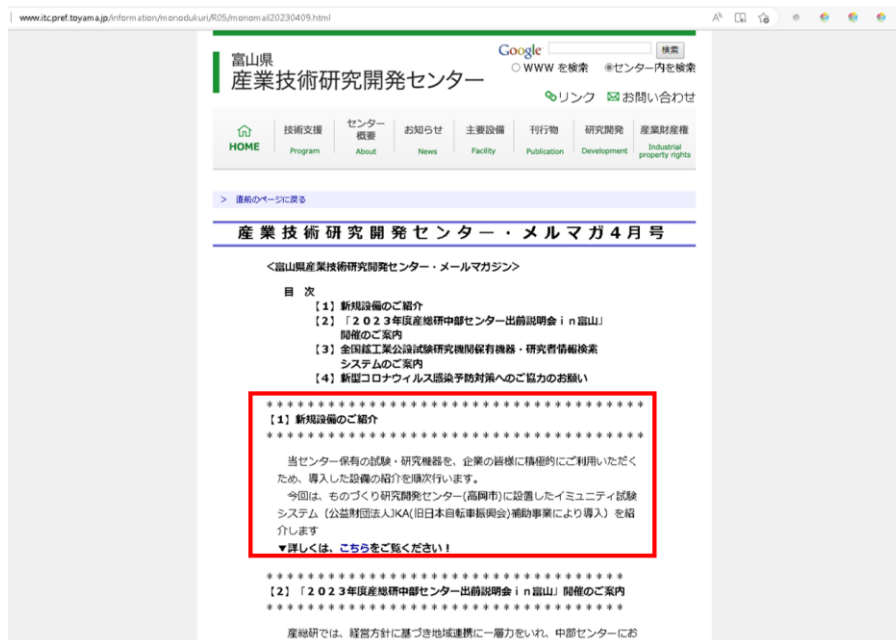 www.itc.pref.toyama.jp/information/monodukuri/R05/monomail20230409.html
富山県
産業技術研究開発センター
Google
検索
WWW を検索 センター内を検索
リンク お問い合わせ
HOME
技術支援
Program
センター
概要
About
お知らせ
News
主要設備
Facility
刊行物
Publication
研究開発
Development
産業財産権
Industrial
property rights
> 直前のページに戻る
産業技術研究開発センター・メルマガ4月号
<富山県産業技術研究開発センター・メールマガジン>
目 次
【1】新規設備のご紹介
【2】「2023年度産総研中部センター出前説明会in富山」
開催のご案内
【3】全国鉱工業公設試験研究機関保有機器・研究者情報検索
システムのご案内
【4】新型コロナウィルス感染予防対策へのご協力のお願い
*************************************
【1】新規設備のご紹介
*************************************
当センター保有の試験・研究機器を、企業の皆様に積極的にご利用いただく
ため、導入した設備の紹介を順次行います。
今回は、ものづくり研究開発センター(高岡市)に設置したイミュニティ試験
システム（公益財団法人JKA(旧日本自転車振興会)補助事業により導入）を紹
介します
▼詳しくは、こちらをご覧ください！
***********************************
【2】「2023年度産総研中部センター出前説明会in富山」開催のご案内
***********************************
産総研では、経営方針に基づき地域連携に一層力をいれ、中部センターにお